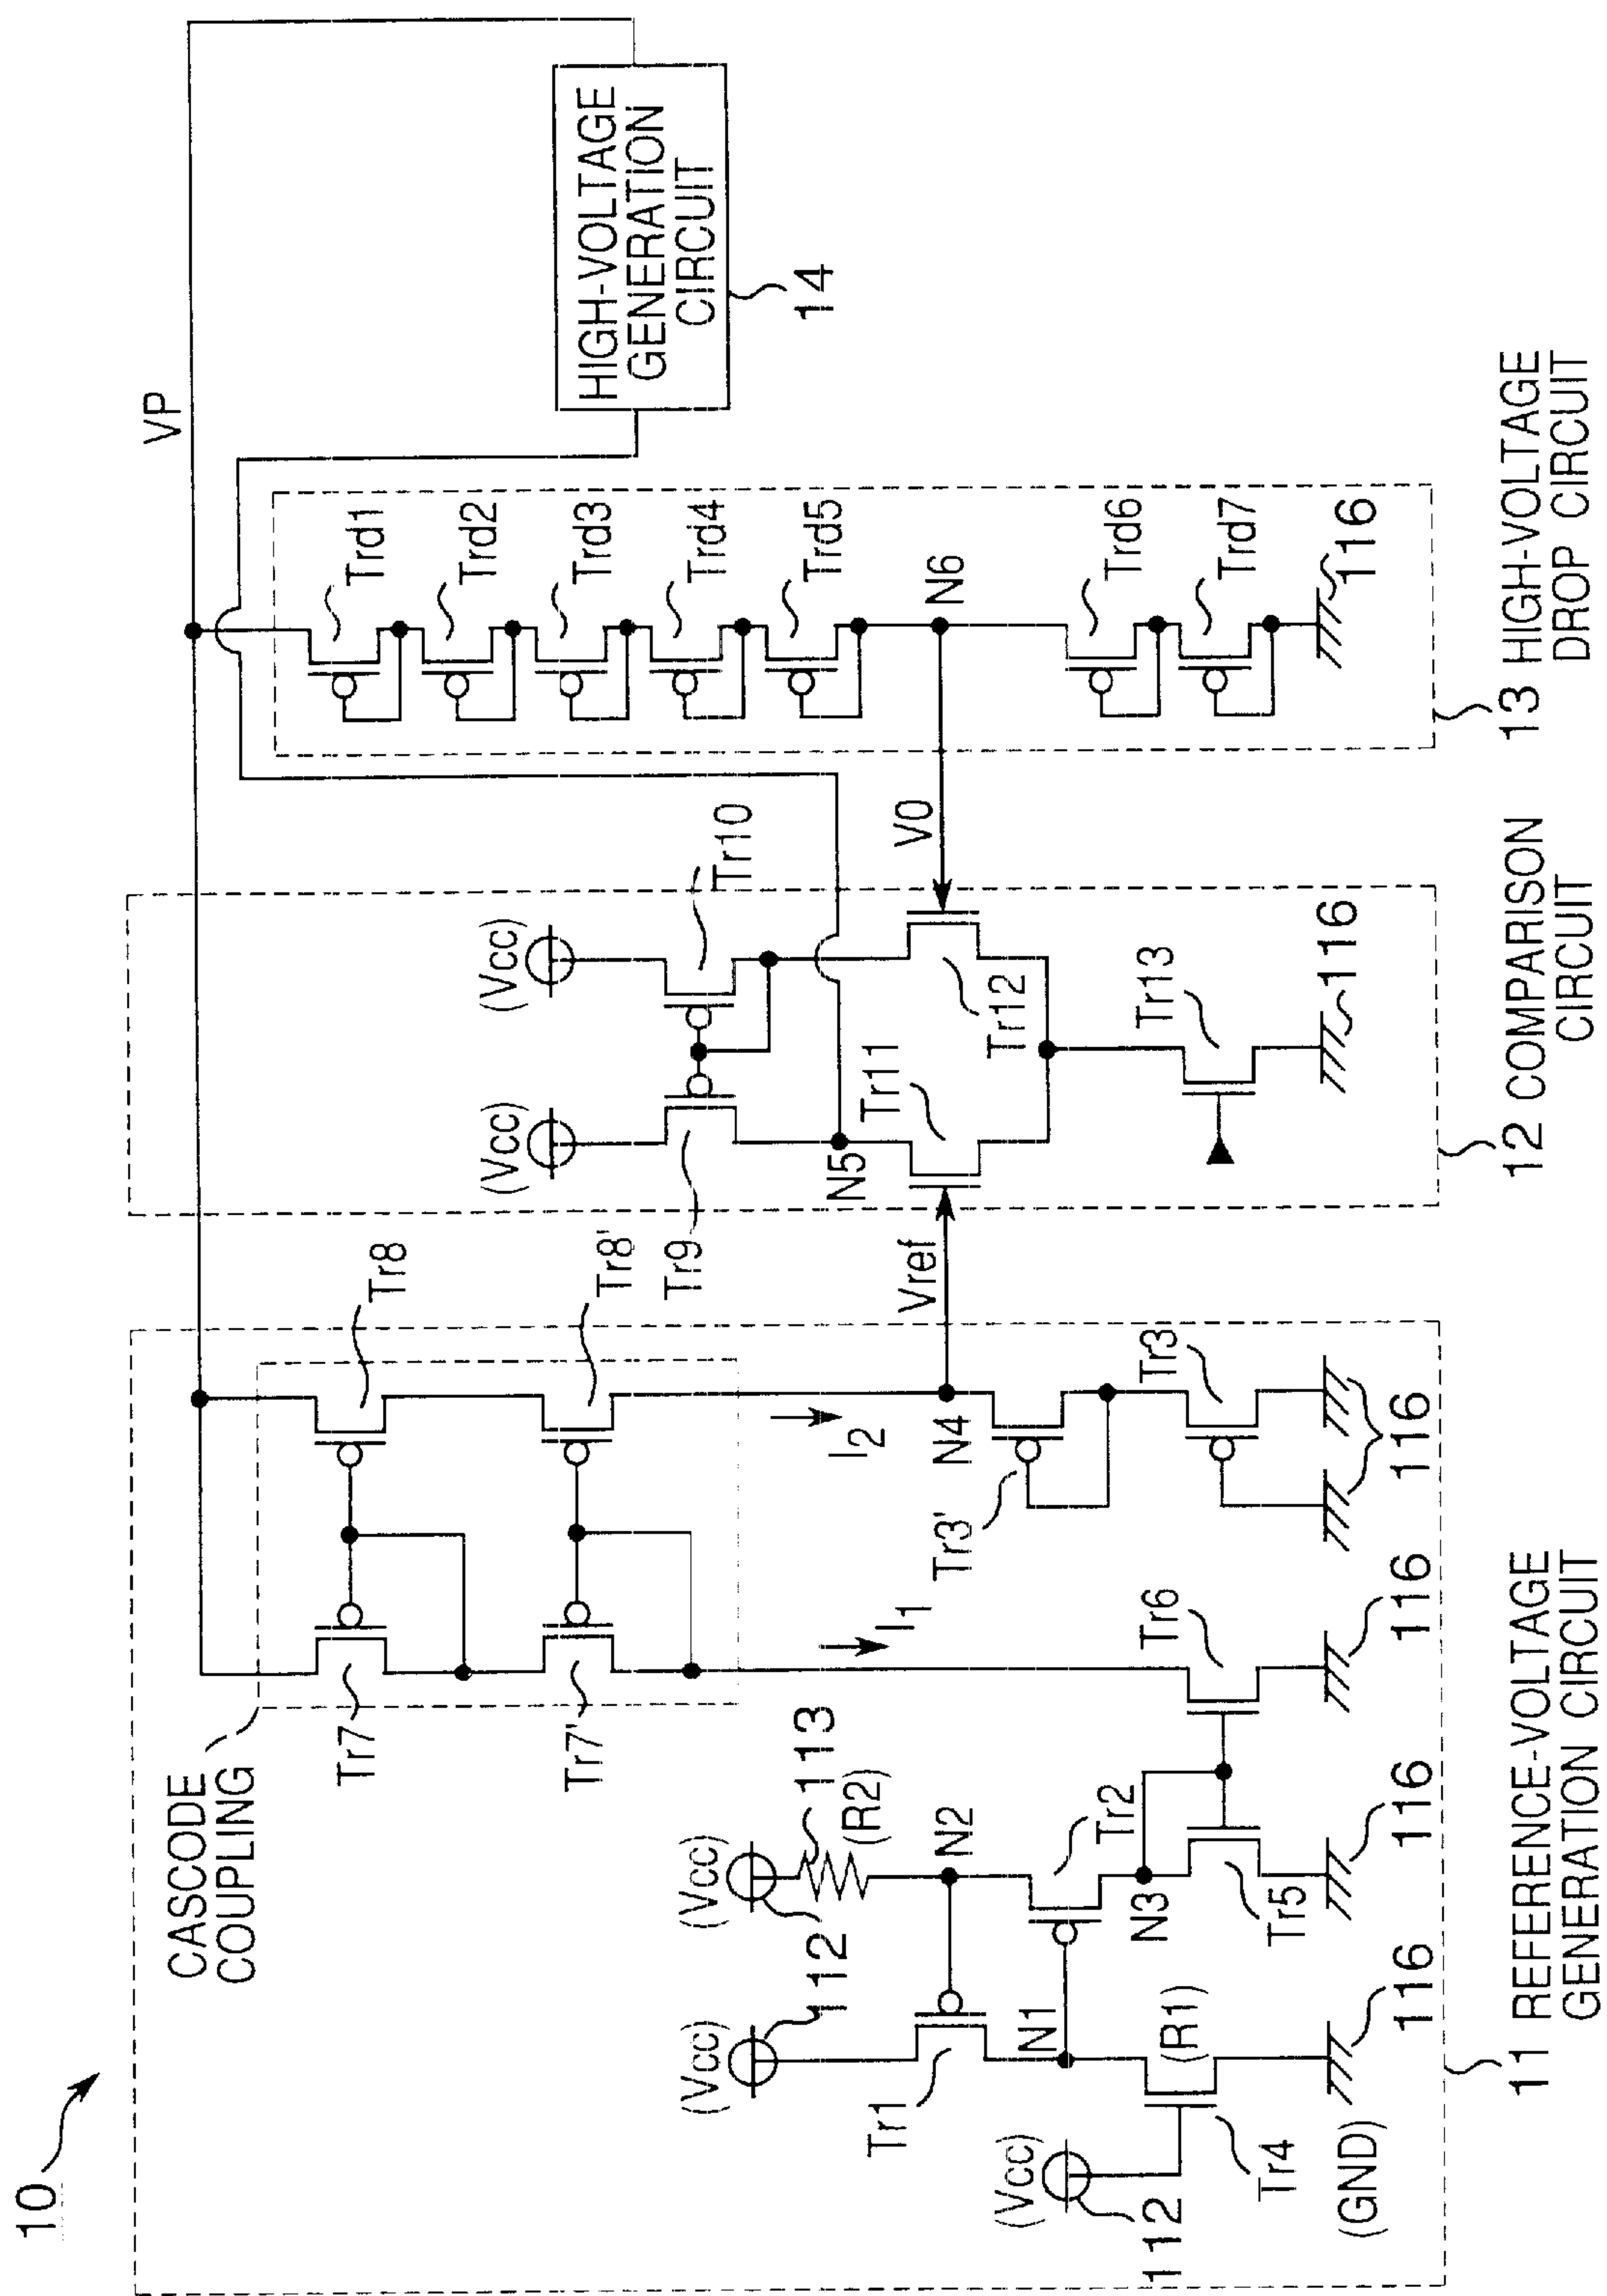 10
VP
CASCODE
COUPLING
Tr7
Tr8
Tr7'
Tr8'
I1
I2
(Vcc)
112
(Vcc)
112
(Vcc)
112
113
(R2)
N2
Tr1
N1
Tr2
N3
(R1)
Tr4
Tr5
Tr6
(GND)
116
116
116
116
N4
Tr3'
Tr3
Vref
11 REFERENCE-VOLTAGE
GENERATION CIRCUIT
(Vcc)
(Vcc)
Tr9
Tr10
N5
Tr11
Tr12
Tr13
116
V0
12 COMPARISON
CIRCUIT
Trd1
Trd2
Trd3
Trd4
Trd5
N6
Trd6
Trd7
116
13 HIGH-VOLTAGE
DROP CIRCUIT
HIGH-VOLTAGE
GENERATION
CIRCUIT
14